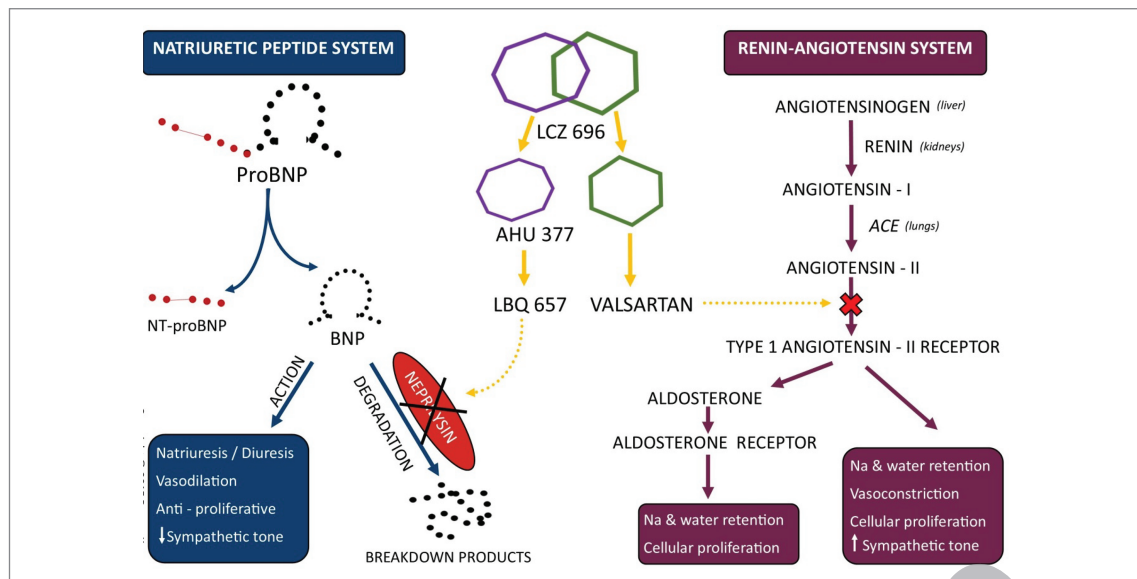 NATRIURETIC PEPTIDE SYSTEM
ProBNP
NT-proBNP
BNP
ACTION
DEGRADATION
NEPRILYSIN
Natriuresis / Diuresis
Vasodilation
Anti - proliferative
↓Sympathetic tone
BREAKDOWN PRODUCTS
LCZ 696
AHU 377
LBQ 657
VALSARTAN
RENIN-ANGIOTENSIN SYSTEM
ANGIOTENSINOGEN (liver)
RENIN (kidneys)
ANGIOTENSIN - I
ACE (lungs)
ANGIOTENSIN - II
TYPE 1 ANGIOTENSIN - II RECEPTOR
ALDOSTERONE
ALDOSTERONE RECEPTOR
Na & water retention
Cellular proliferation
Na & water retention
Vasoconstriction
Cellular proliferation
↑ Sympathetic tone